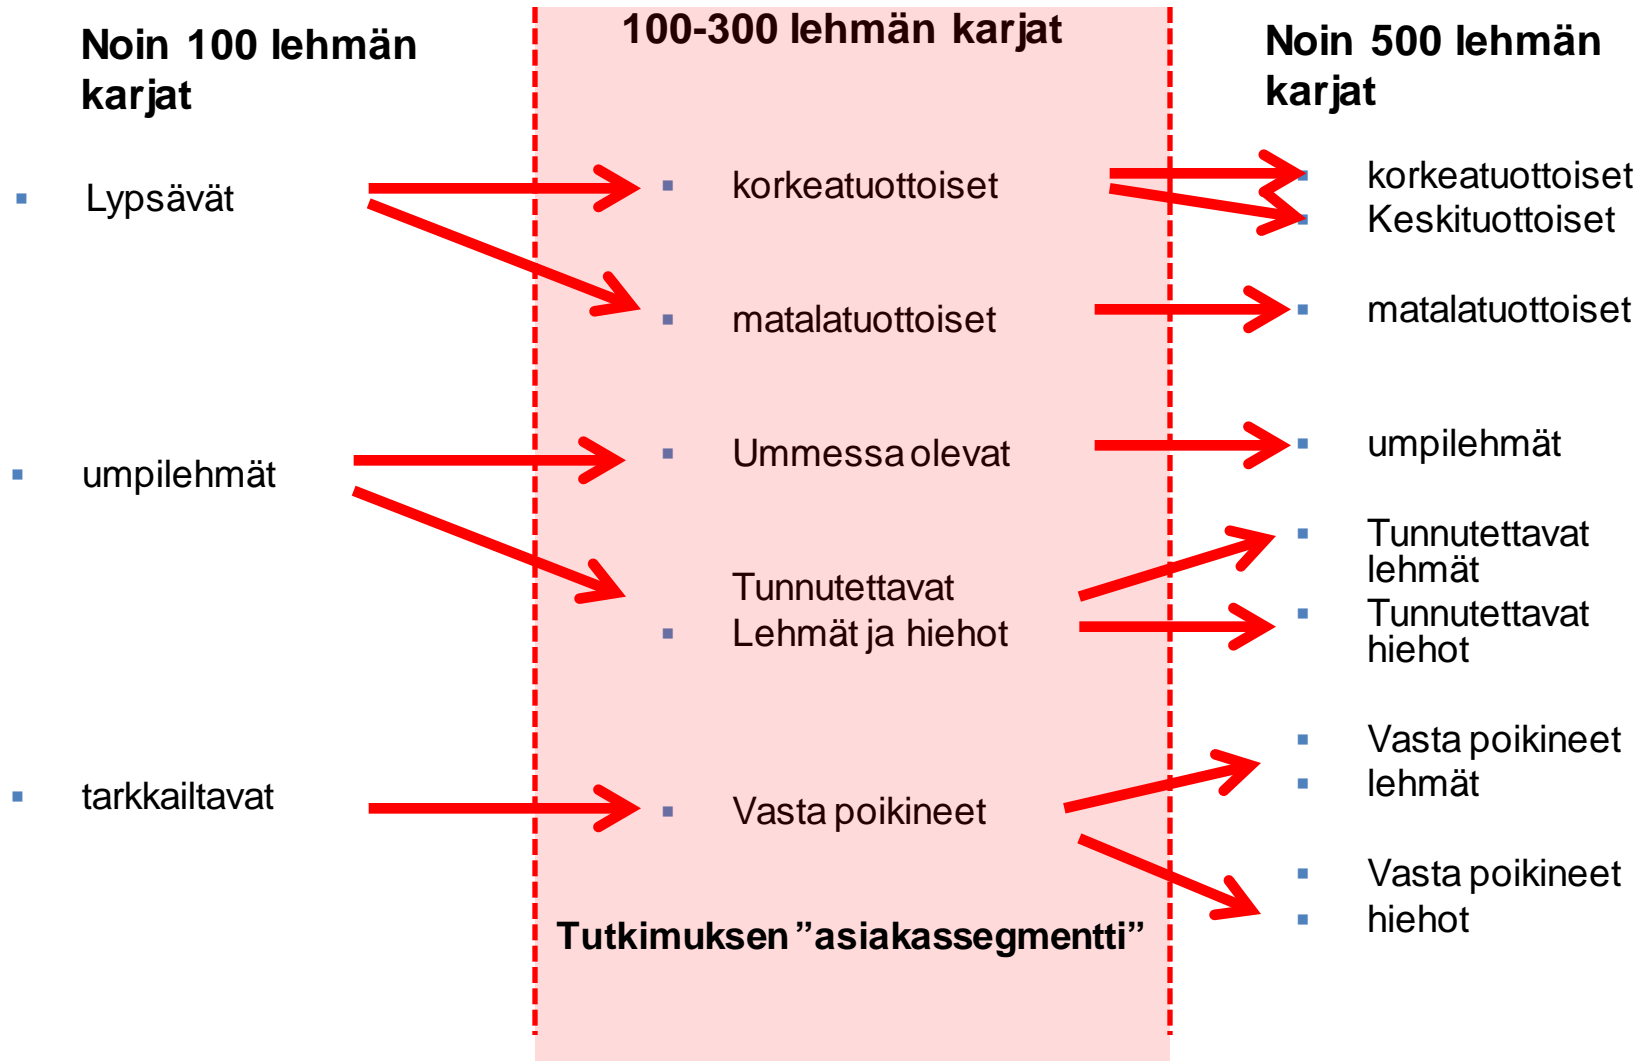 Noin 100 lehmän
karjat
Lypsävät
umpilehmät
tarkkailtavat
100-300 lehmän karjat
korkeatuottoiset
matalatuottoiset
Ummessa olevat
Tunnutettavat
Lehmät ja hiehot
Vasta poikineet
Tutkimuksen ”asiakassegmentti”
Noin 500 lehmän
karjat
korkeatuottoiset
Keskituottoiset
matalatuottoiset
umpilehmät
Tunnutettavat
lehmät
Tunnutettavat
hiehot
Vasta poikineet
lehmät
Vasta poikineet
hiehot